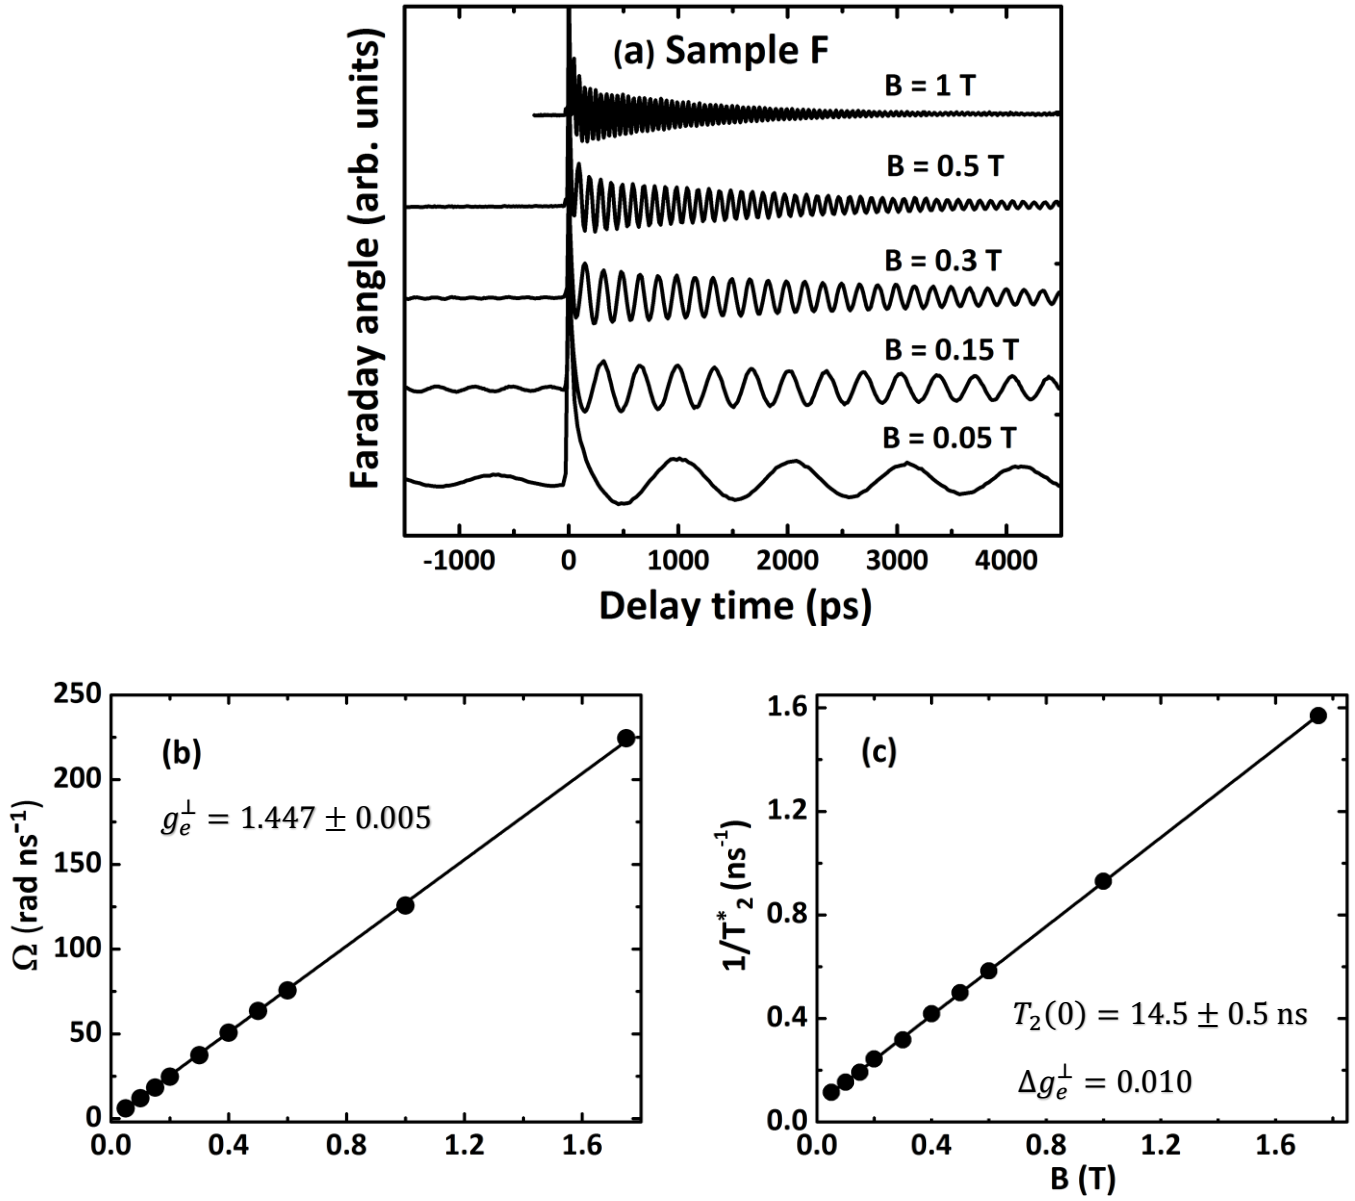 (a) Sample F
B = 1 T
B = 0.5 T
B = 0.3 T
B = 0.15 T
B = 0.05 T
Faraday angle (arb. units)
-1000 0 1000 2000 3000 4000
Delay time (ps)
(b)
g_e^⊥ = 1.447 ± 0.005
Ω (rad ns⁻¹)
250
200
150
100
50
0
0.0 0.4 0.8 1.2 1.6
(c)
T₂(0) = 14.5 ± 0.5 ns
Δg_e^⊥ = 0.010
1/T*₂ (ns⁻¹)
1.6
1.2
0.8
0.4
0.0
0.0 0.4 0.8 1.2 1.6
B (T)